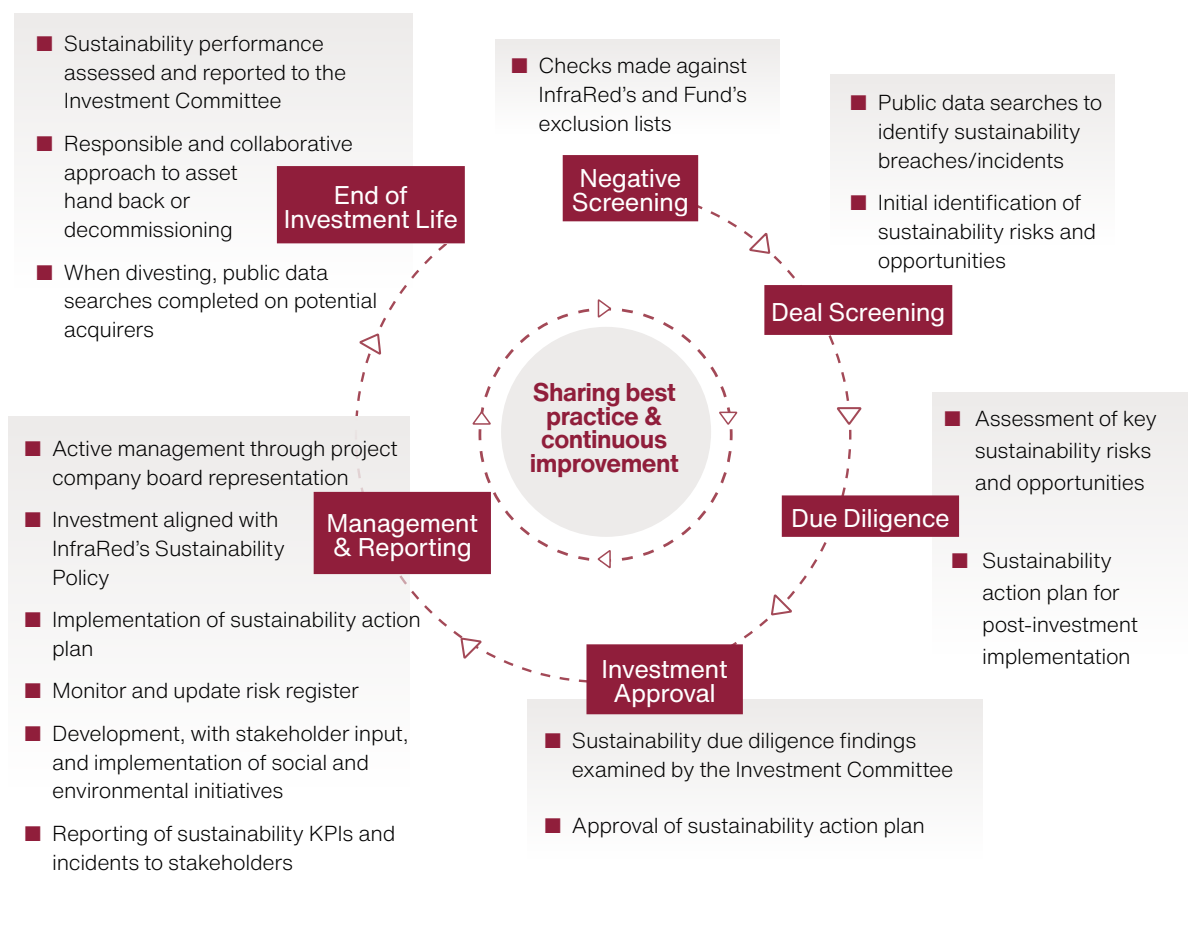 Checks made against
InfraRed's and Fund's
exclusion lists
Negative
Screening
Public data searches to
identify sustainability
breaches/incidents
Initial identification of
sustainability risks and
opportunities
Deal Screening
Assessment of key
sustainability risks
and opportunities
Sustainability
action plan for
post-investment
implementation
Due Diligence
Investment
Approval
Sustainability due diligence findings
examined by the Investment Committee
Approval of sustainability action plan
Management
& Reporting
Active management through project
company board representation
Investment aligned with
InfraRed's Sustainability
Policy
Implementation of sustainability action
plan
Monitor and update risk register
Development, with stakeholder input,
and implementation of social and
environmental initiatives
Reporting of sustainability KPIs and
incidents to stakeholders
End of
Investment Life
Sustainability performance
assessed and reported to the
Investment Committee
Responsible and collaborative
approach to asset
hand back or
decommissioning
When divesting, public data
searches completed on potential
acquirers
Sharing best
practice &
continuous
improvement